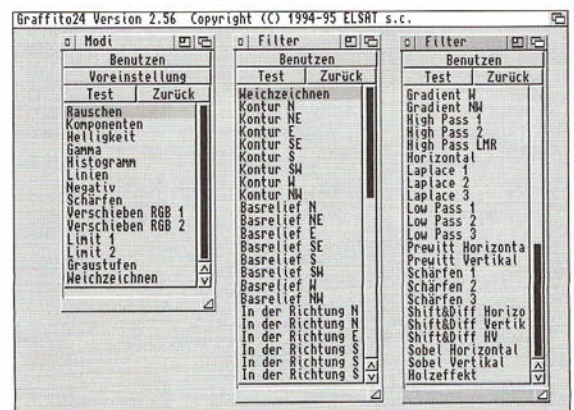 Graffito24 Version 2.56 Copyright (C) 1994-95 ELSAT s.c.
Modi
Benutzen
Voreinstellung
Test Zurück
Rauschen
Komponenten
Helligkeit
Gamma
Histogramm
Linien
Negativ
Schärfen
Verschieben RGB 1
Verschieben RGB 2
Limit 1
Limit 2
Graustufen
Weichzeichnen
Filter
Benutzen
Test Zurück
Weichzeichnen
Kontur N
Kontur NE
Kontur E
Kontur SE
Kontur S
Kontur SW
Kontur W
Kontur NW
Basrelief N
Basrelief NE
Basrelief E
Basrelief SE
Basrelief S
Basrelief SW
Basrelief W
Basrelief NW
In der Richtung N
In der Richtung N
In der Richtung E
In der Richtung S
In der Richtung S
In der Richtung S
Filter
Benutzen
Test Zurück
Gradient W
Gradient NW
High Pass 1
High Pass 2
High Pass LMR
Horizontal
Laplace 1
Laplace 2
Laplace 3
Low Pass 1
Low Pass 2
Low Pass 3
Prewitt Horizonta
Prewitt Vertikal
Schärfen 1
Schärfen 2
Schärfen 3
Shift&Diff Horizo
Shift&Diff Vertik
Shift&Diff HV
Sobel Horizontal
Sobel Vertikal
Holzeffekt